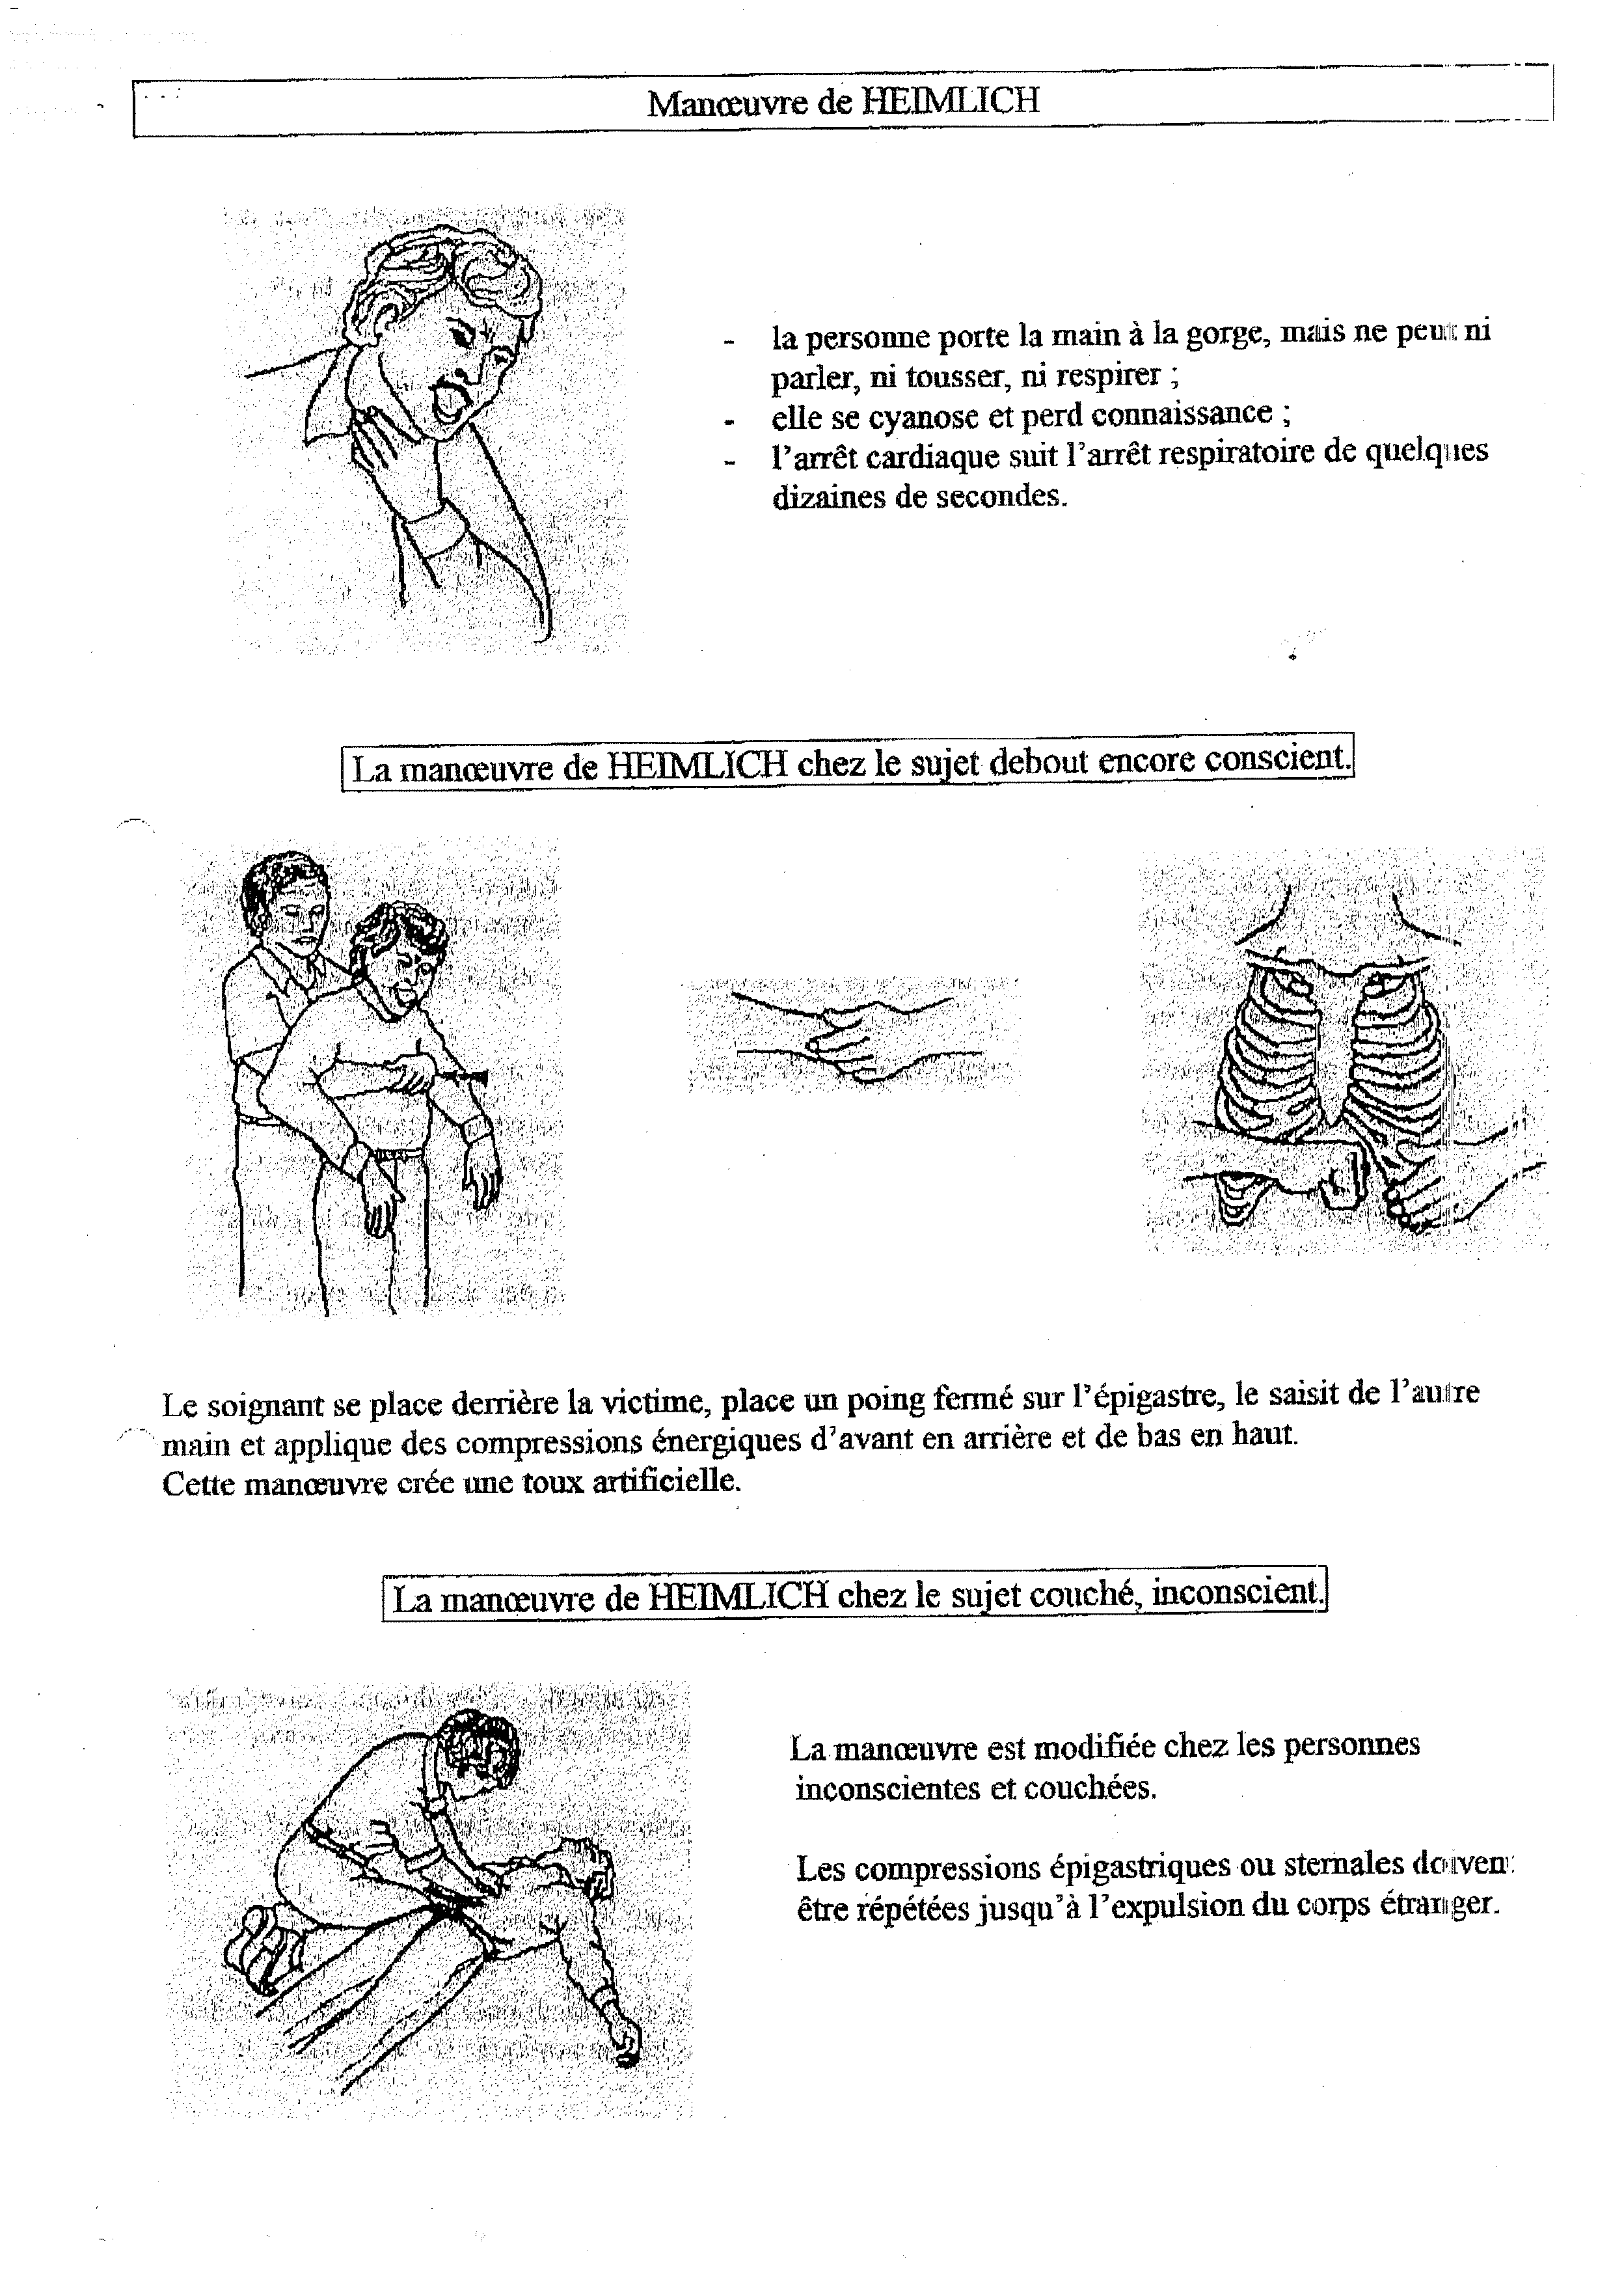 Manœuvre de HEIMLICH
- la personne porte la main à la gorge, mais ne peut ni
parler, ni tousser, ni respirer ;
- elle se cyanose et perd connaissance ;
- l'arrêt cardiaque suit l'arrêt respiratoire de quelques
dizaines de secondes.
La manœuvre de HEIMLICH chez le sujet debout encore conscient.
Le soignant se place derrière la victime, place un poing fermé sur l'épigastre, le saisit de l'autre
main et applique des compressions énergiques d'avant en arrière et de bas en haut.
Cette manœuvre crée une toux artificielle.
La manœuvre de HEIMLICH chez le sujet couché, inconscient.
La manœuvre est modifiée chez les personnes
inconscientes et couchées.
Les compressions épigastriques ou sternales doivent
être répétées jusqu'à l'expulsion du corps étranger.